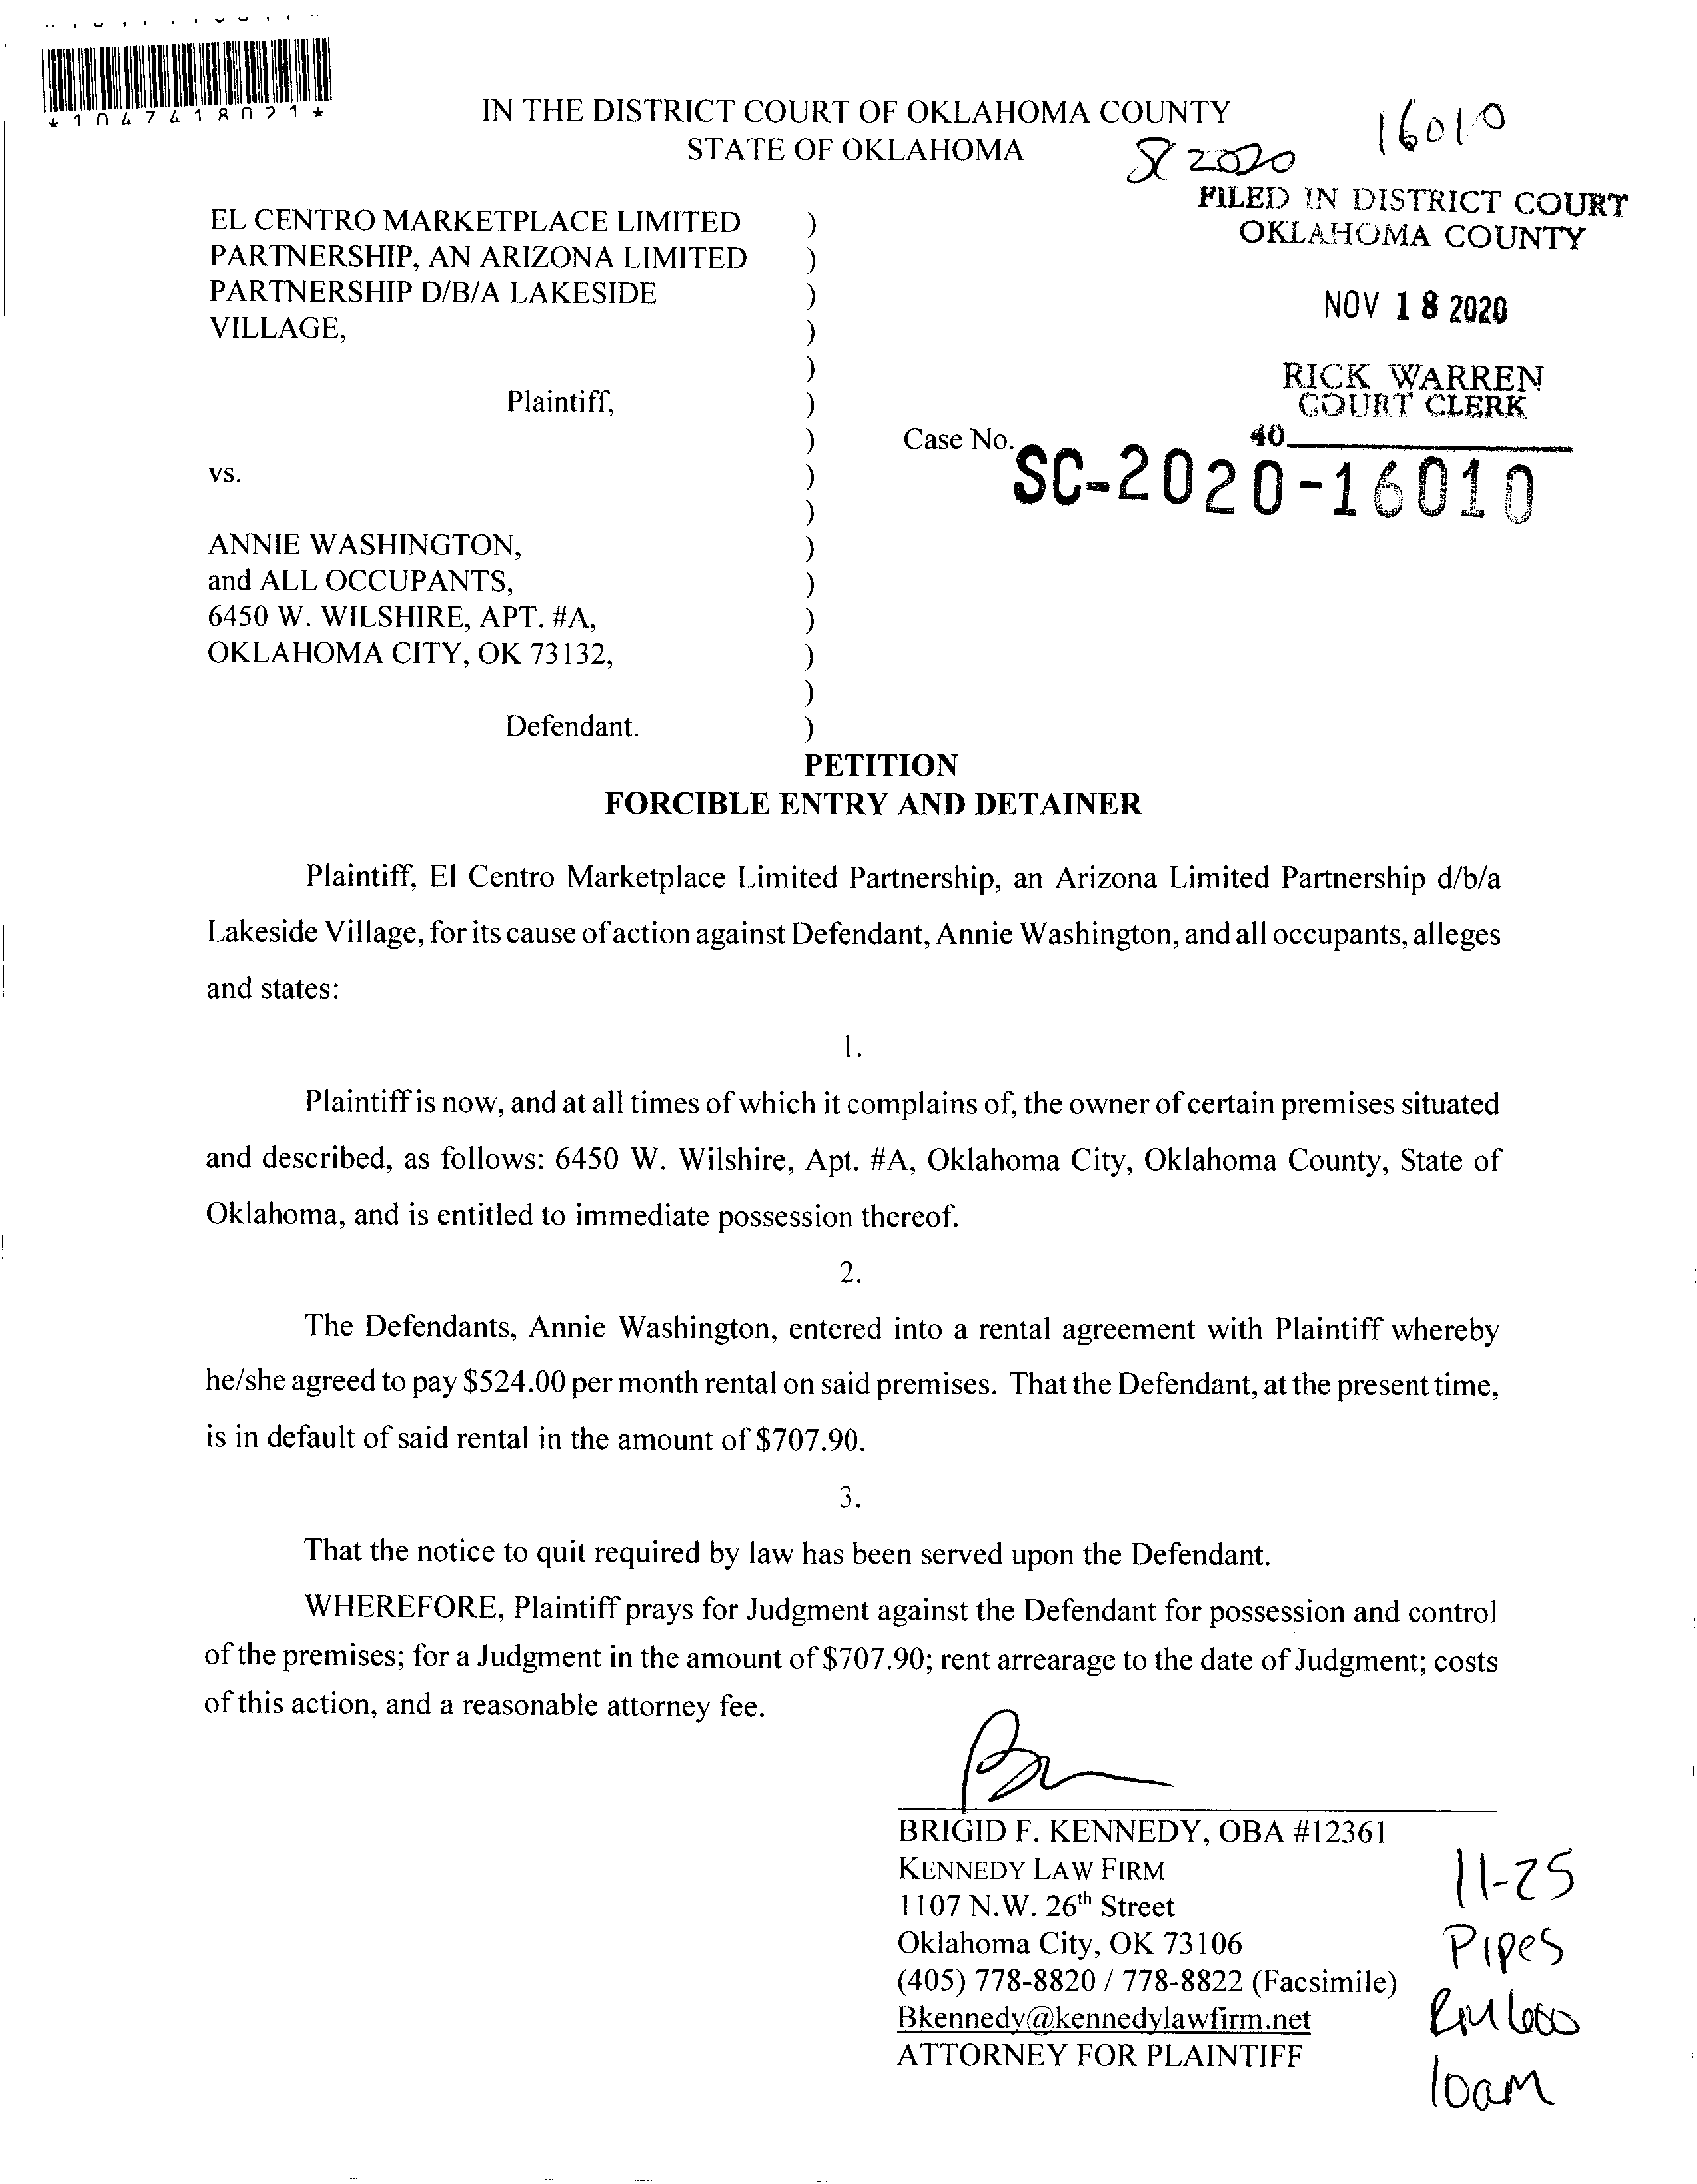 *1047418021*
IN THE DISTRICT COURT OF OKLAHOMA COUNTY
STATE OF OKLAHOMA
16010
SC 2020
FILED IN DISTRICT COURT
OKLAHOMA COUNTY
NOV 18 2020
RICK WARREN
COURT CLERK
40
EL CENTRO MARKETPLACE LIMITED )
PARTNERSHIP, AN ARIZONA LIMITED )
PARTNERSHIP D/B/A LAKESIDE )
VILLAGE, )
)
Plaintiff, )
) Case No. SC-2020-16010
vs. )
)
ANNIE WASHINGTON, )
and ALL OCCUPANTS, )
6450 W. WILSHIRE, APT. #A, )
OKLAHOMA CITY, OK 73132, )
)
Defendant. )
PETITION
FORCIBLE ENTRY AND DETAINER
Plaintiff, El Centro Marketplace Limited Partnership, an Arizona Limited Partnership d/b/a
Lakeside Village, for its cause of action against Defendant, Annie Washington, and all occupants, alleges
and states:
1.
Plaintiff is now, and at all times of which it complains of, the owner of certain premises situated
and described, as follows: 6450 W. Wilshire, Apt. #A, Oklahoma City, Oklahoma County, State of
Oklahoma, and is entitled to immediate possession thereof.
2.
The Defendants, Annie Washington, entered into a rental agreement with Plaintiff whereby
he/she agreed to pay $524.00 per month rental on said premises. That the Defendant, at the present time,
is in default of said rental in the amount of $707.90.
3.
That the notice to quit required by law has been served upon the Defendant.
WHEREFORE, Plaintiff prays for Judgment against the Defendant for possession and control
of the premises; for a Judgment in the amount of $707.90; rent arrearage to the date of Judgment; costs
of this action, and a reasonable attorney fee.
BRIGID F. KENNEDY, OBA #12361
KENNEDY LAW FIRM
1107 N.W. 26th Street
Oklahoma City, OK 73106
(405) 778-8820 / 778-8822 (Facsimile)
Bkennedy@kennedylawfirm.net
ATTORNEY FOR PLAINTIFF
11-25
Pipes
RM 600
10am